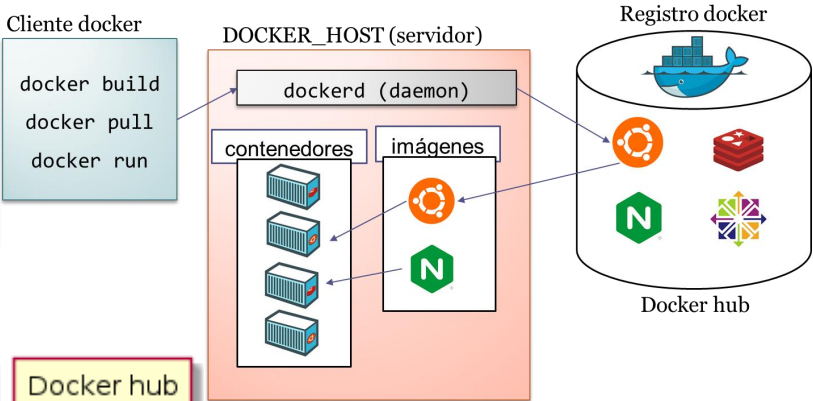 Cliente docker
docker build
docker pull
docker run
DOCKER_HOST (servidor)
dockerd (daemon)
contenedores
imágenes
Registro docker
Docker hub
Docker hub